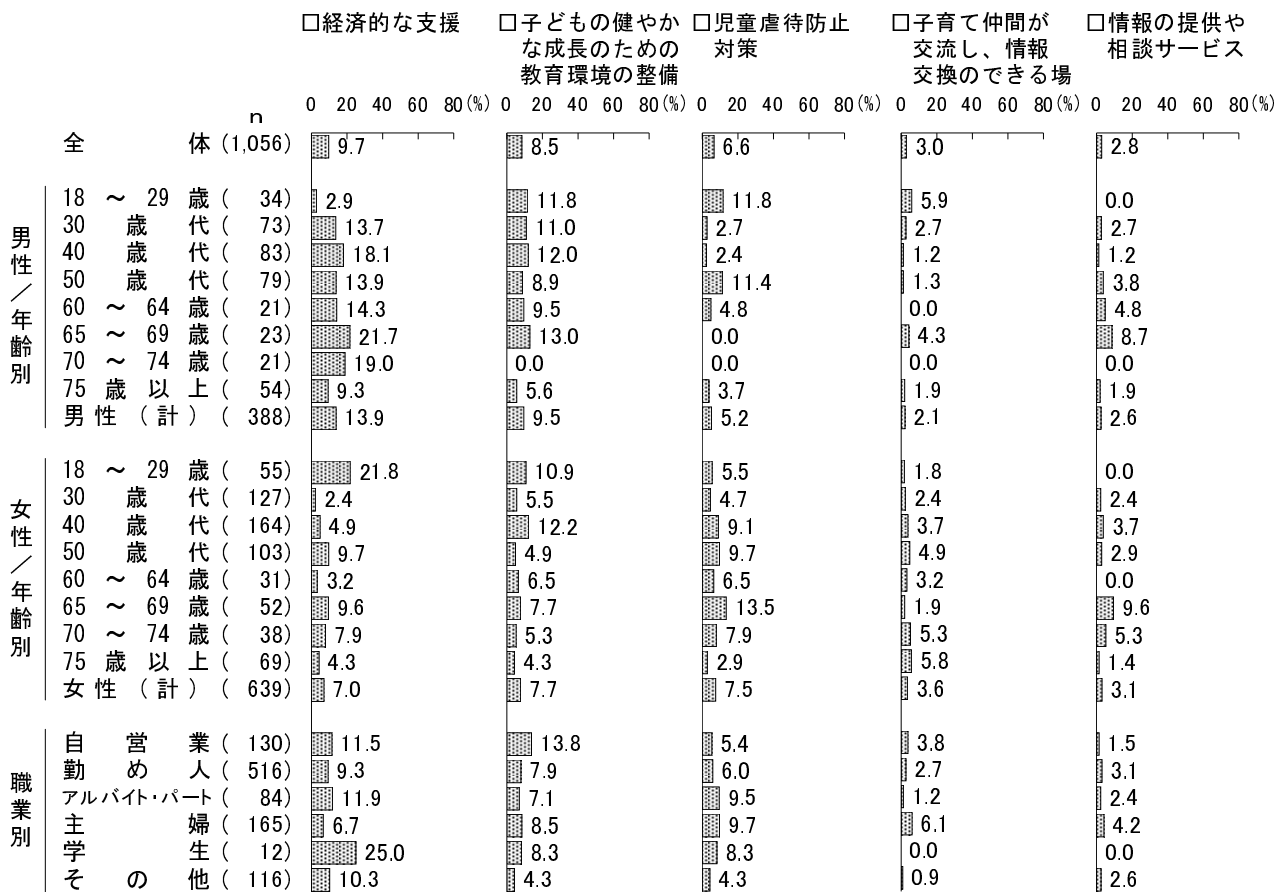 □経済的な支援
□子どもの健やか
な成長のための
教育環境の整備
□児童虐待防止
対策
□子育て仲間が
交流し、情報
交換のできる場
□情報の提供や
相談サービス
0 20 40 60 80(%) 0 20 40 60 80(%) 0 20 40 60 80(%) 0 20 40 60 80(%) 0 20 40 60 80(%)
n
全体 (1,056) 9.7 8.5 6.6 3.0 2.8
男性／年齢別
18 ～ 29 歳 ( 34) 2.9 11.8 11.8 5.9 0.0
30 歳代 ( 73) 13.7 11.0 2.7 2.7 2.7
40 歳代 ( 83) 18.1 12.0 2.4 1.2 1.2
50 歳代 ( 79) 13.9 8.9 11.4 1.3 3.8
60 ～ 64 歳 ( 21) 14.3 9.5 4.8 0.0 4.8
65 ～ 69 歳 ( 23) 21.7 13.0 0.0 4.3 8.7
70 ～ 74 歳 ( 21) 19.0 0.0 0.0 0.0 0.0
75 歳以上 ( 54) 9.3 5.6 3.7 1.9 1.9
男性（計） ( 388) 13.9 9.5 5.2 2.1 2.6
女性／年齢別
18 ～ 29 歳 ( 55) 21.8 10.9 5.5 1.8 0.0
30 歳代 ( 127) 2.4 5.5 4.7 2.4 2.4
40 歳代 ( 164) 4.9 12.2 9.1 3.7 3.7
50 歳代 ( 103) 9.7 4.9 9.7 4.9 2.9
60 ～ 64 歳 ( 31) 3.2 6.5 6.5 3.2 0.0
65 ～ 69 歳 ( 52) 9.6 7.7 13.5 1.9 9.6
70 ～ 74 歳 ( 38) 7.9 5.3 7.9 5.3 5.3
75 歳以上 ( 69) 4.3 4.3 2.9 5.8 1.4
女性（計） ( 639) 7.0 7.7 7.5 3.6 3.1
職業別
自営業 ( 130) 11.5 13.8 5.4 3.8 1.5
勤め人 ( 516) 9.3 7.9 6.0 2.7 3.1
アルバイト・パート ( 84) 11.9 7.1 9.5 1.2 2.4
主婦 ( 165) 6.7 8.5 9.7 6.1 4.2
学生 ( 12) 25.0 8.3 8.3 0.0 0.0
その他 ( 116) 10.3 4.3 4.3 0.9 2.6